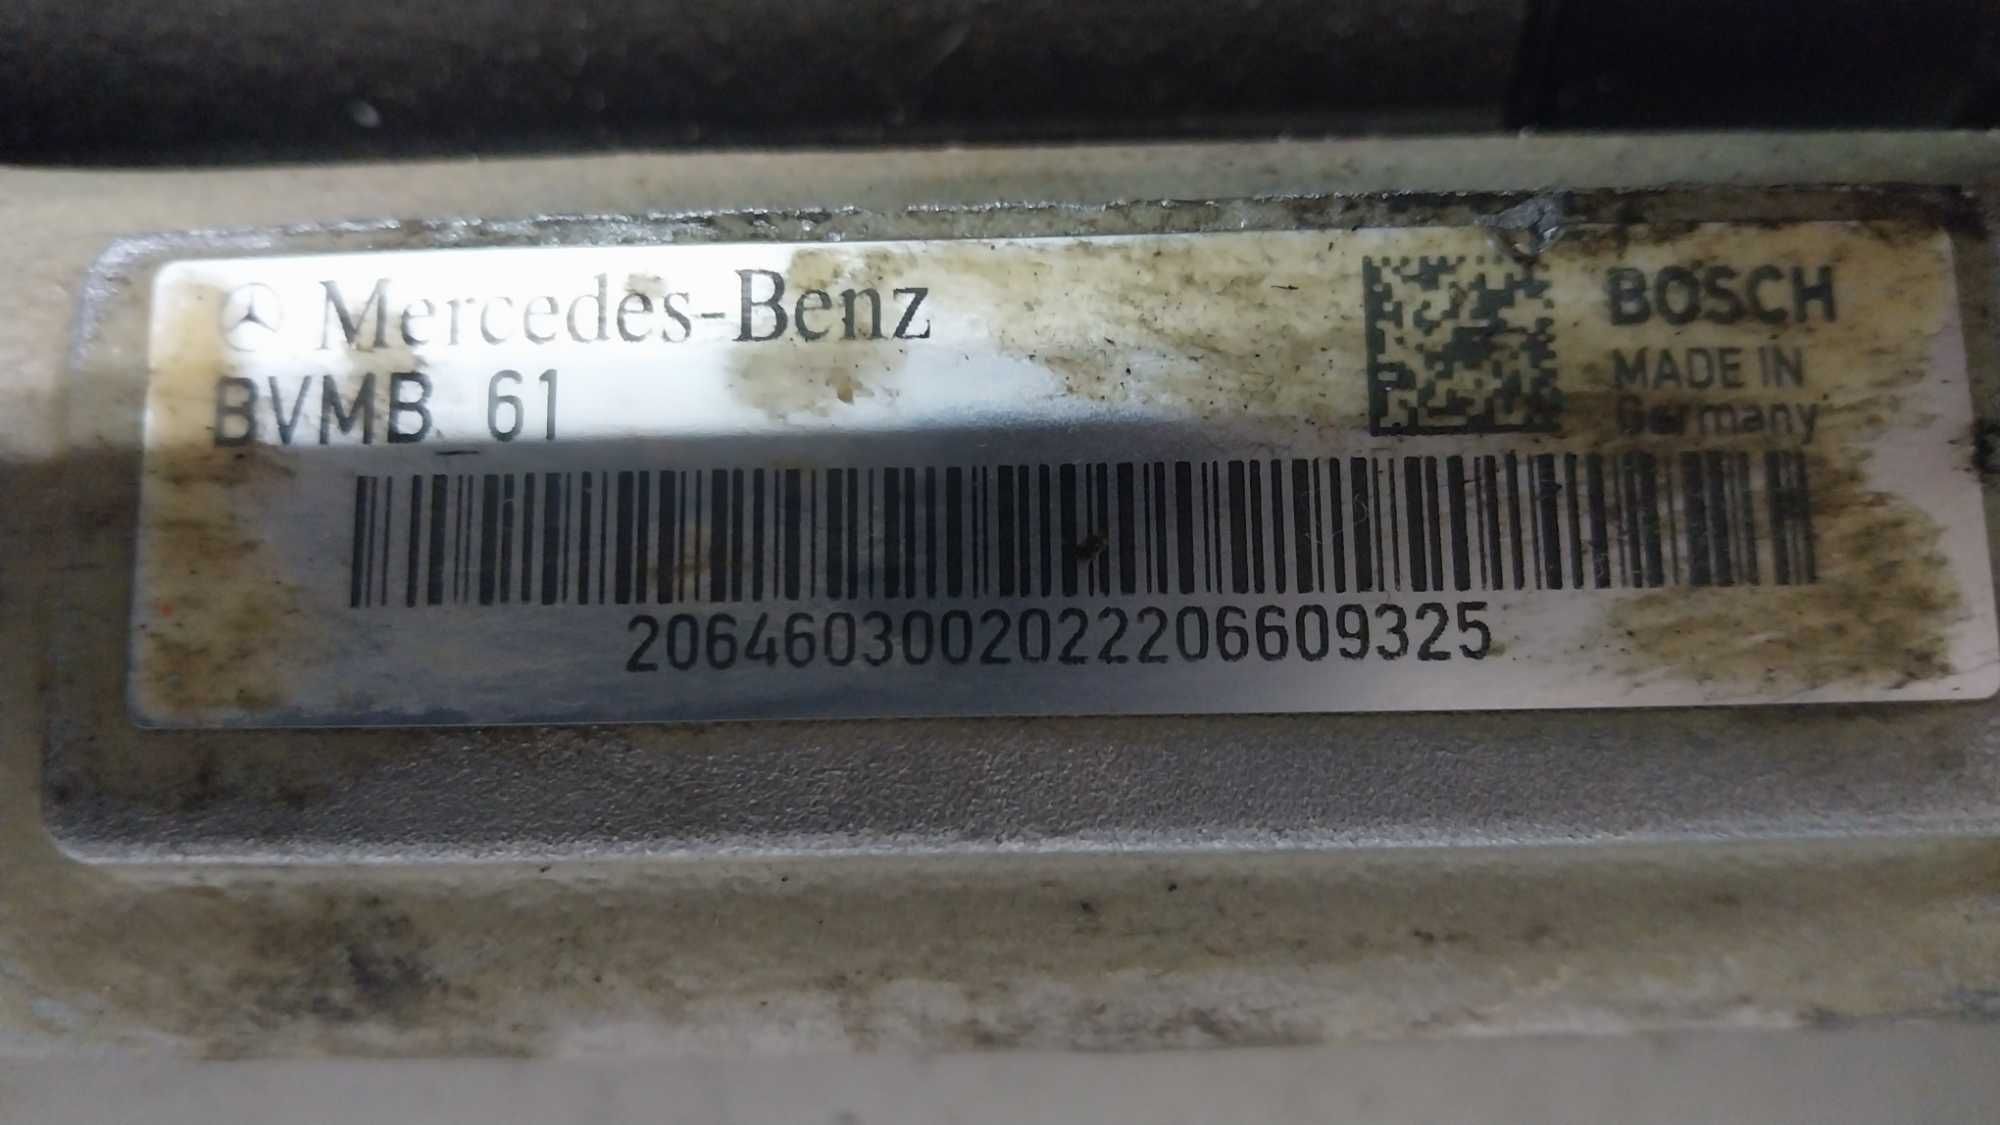 Mercedes-Benz
BVMB 61
BOSCH
MADE IN
Germany
2064603002022206609325